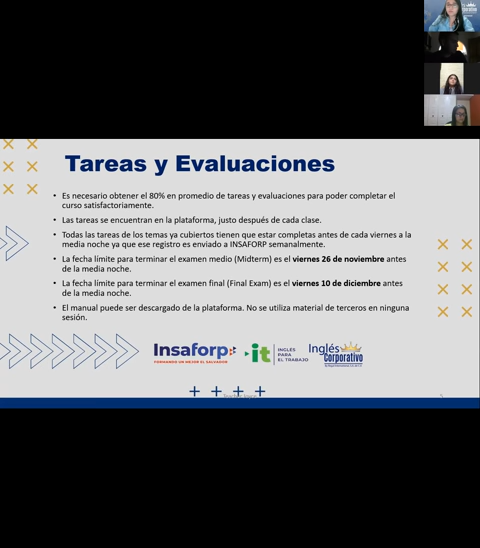 Tareas y Evaluaciones
• Es necesario obtener el 80% en promedio de tareas y evaluaciones para poder completar el
curso satisfactoriamente.
• Las tareas se encuentran en la plataforma, justo después de cada clase.
• Todas las tareas de los temas ya cubiertos tienen que estar completas antes de cada viernes a la
media noche ya que ese registro es enviado a INSAFORP semanalmente.
• La fecha límite para terminar el examen medio (Midterm) es el viernes 26 de noviembre antes
de la media noche.
• La fecha límite para terminar el examen final (Final Exam) es el viernes 10 de diciembre antes
de la media noche.
• El manual puede ser descargado de la plataforma. No se utiliza material de terceros en ninguna
sesión.
Insaforp
FORMANDO UN MEJOR EL SALVADOR
it
INGLÉS
PARA
EL TRABAJO
Inglés
Corporativo